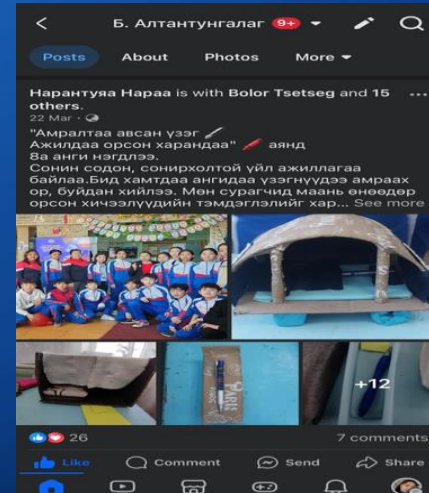 Б. Алтантунгалаг 9+
Posts About Photos More
Нарантуяа Нараа is with Bolor Tsetseg and 15
others.
22 Mar
"Амралтаа авсан үзэг
Ажилдаа орсон харандаа" аянд
8а анги нэгдлээ.
Сонин содон, сонирхолтой үйл ажиллагаа
байлаа.Бид хамтдаа ангидаа үзэгнүүдээ амраах
ор, буйдан хийлээ. Мөн сурагчид маань өнөөдөр
орсон хичээлүүдийн тэмдэглэлийг хар... See more
+12
26 7 comments
Like Comment Send Share